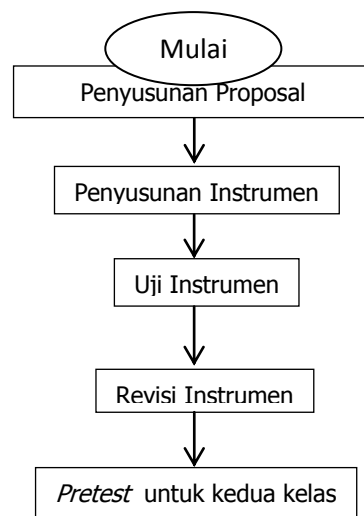 Mulai
Penyusunan Proposal
Penyusunan Instrumen
Uji Instrumen
Revisi Instrumen
Pretest untuk kedua kelas